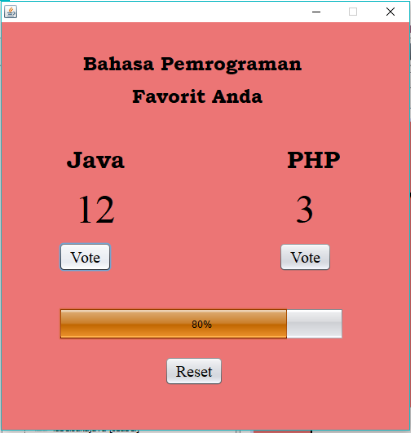 Bahasa Pemrograman
Favorit Anda
Java PHP
12 3
Vote Vote
80%
Reset